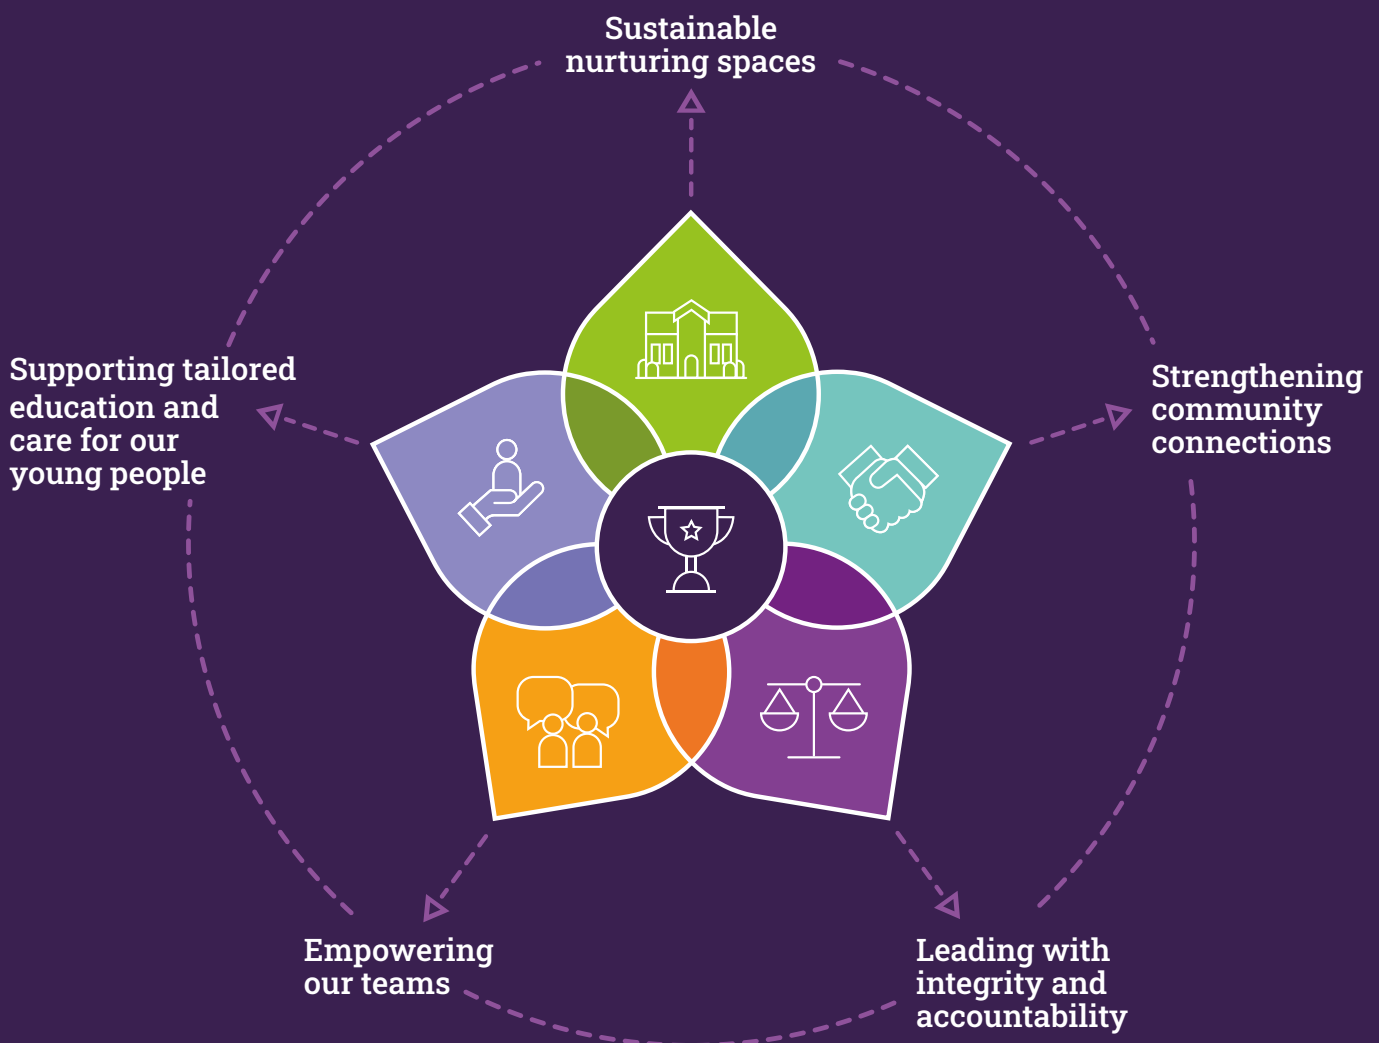 Sustainable
nurturing spaces
Supporting tailored
education and
care for our
young people
Strengthening
community
connections
Empowering
our teams
Leading with
integrity and
accountability